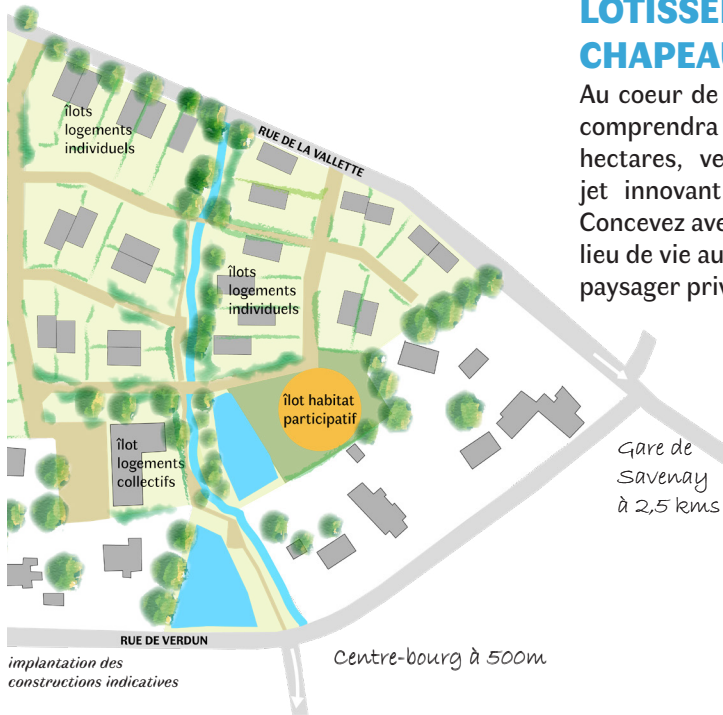 LOTISSE
CHAPEAU
Au coeur de
comprendra
hectares, ve
jet innovant
Concevez ave
lieu de vie au
paysager priv
îlots
logements
individuels
RUE DE LA VALLETTE
îlots
logements
individuels
îlot habitat
participatif
îlot
logements
collectifs
Gare de
Savenay
à 2,5 kms
RUE DE VERDUN
Centre-bourg à 500m
implantation des
constructions indicatives